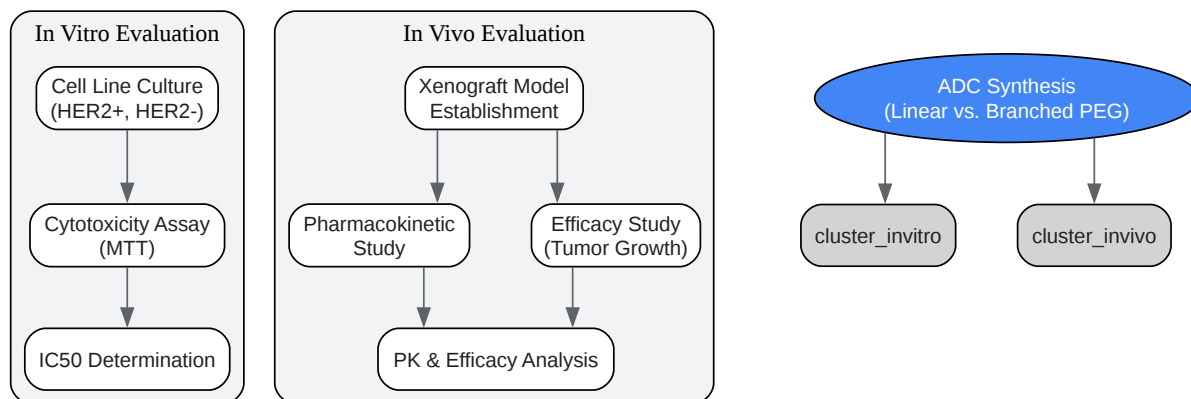 In Vitro Evaluation
Cell Line Culture
(HER2+, HER2-)
Cytotoxicity Assay
(MTT)
IC50 Determination
In Vivo Evaluation
Xenograft Model
Establishment
Pharmacokinetic
Study
Efficacy Study
(Tumor Growth)
PK & Efficacy Analysis
ADC Synthesis
(Linear vs. Branched PEG)
cluster_invitro
cluster_invivo